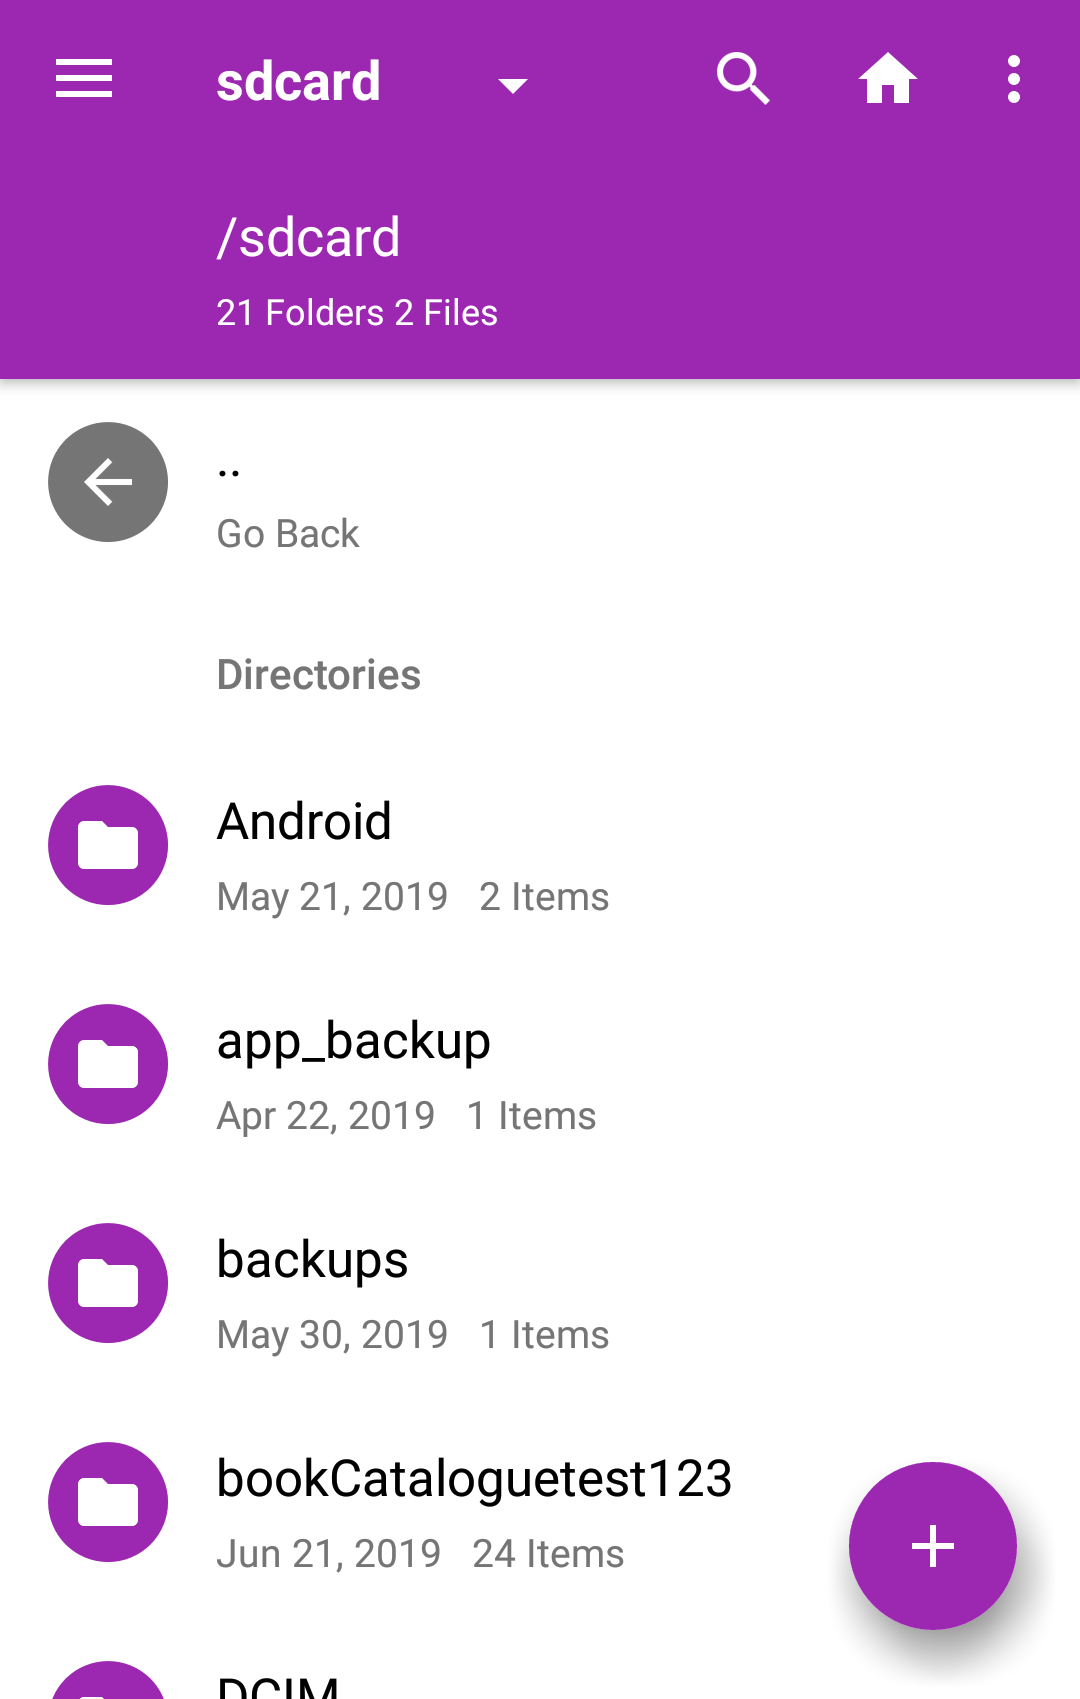 sdcard
/sdcard
21 Folders 2 Files
..
Go Back
Directories
Android
May 21, 2019 2 Items
app_backup
Apr 22, 2019 1 Items
backups
May 30, 2019 1 Items
bookCataloguetest123
Jun 21, 2019 24 Items
DCIM